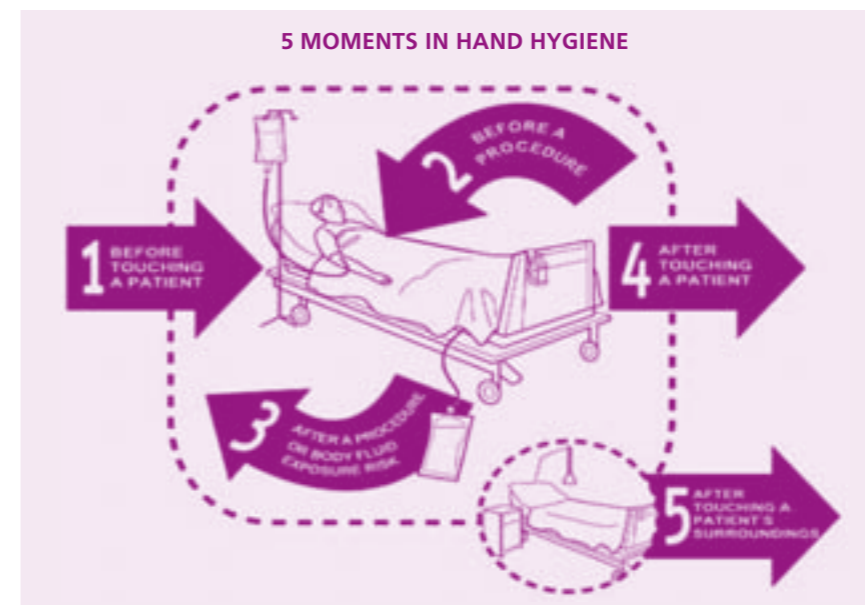 5 MOMENTS IN HAND HYGIENE
1
BEFORE
TOUCHING
A PATIENT
2
BEFORE A
PROCEDURE
3
AFTER A PROCEDURE
OR BODY FLUID
EXPOSURE RISK
4
AFTER
TOUCHING
A PATIENT
5
AFTER
TOUCHING A
PATIENT'S
SURROUNDINGS